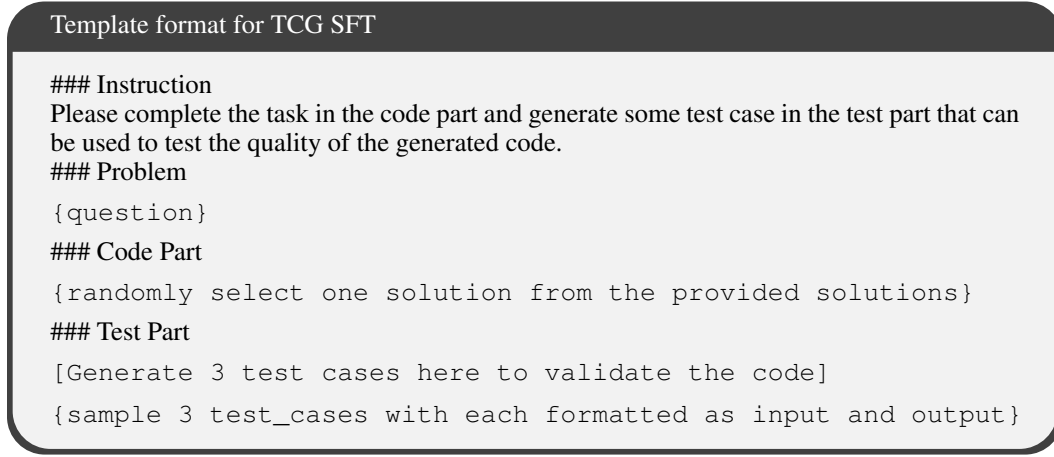 Template format for TCG SFT
### Instruction
Please complete the task in the code part and generate some test case in the test part that can
be used to test the quality of the generated code.
### Problem
{question}
### Code Part
{randomly select one solution from the provided solutions}
### Test Part
[Generate 3 test cases here to validate the code]
{sample 3 test_cases with each formatted as input and output}